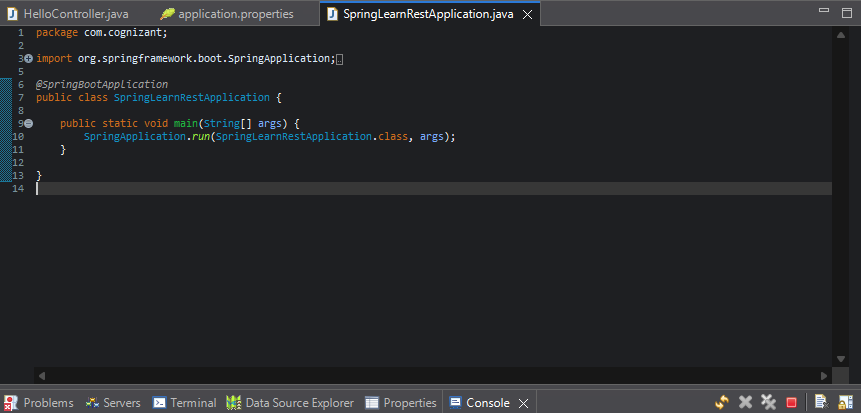 HelloController.java application.properties SpringLearnRestApplication.java
1 package com.cognizant;
2
3 import org.springframework.boot.SpringApplication;
5
6 @SpringBootApplication
7 public class SpringLearnRestApplication {
8
9 public static void main(String[] args) {
10 SpringApplication.run(SpringLearnRestApplication.class, args);
11 }
12
13 }
14
Problems Servers Terminal Data Source Explorer Properties Console